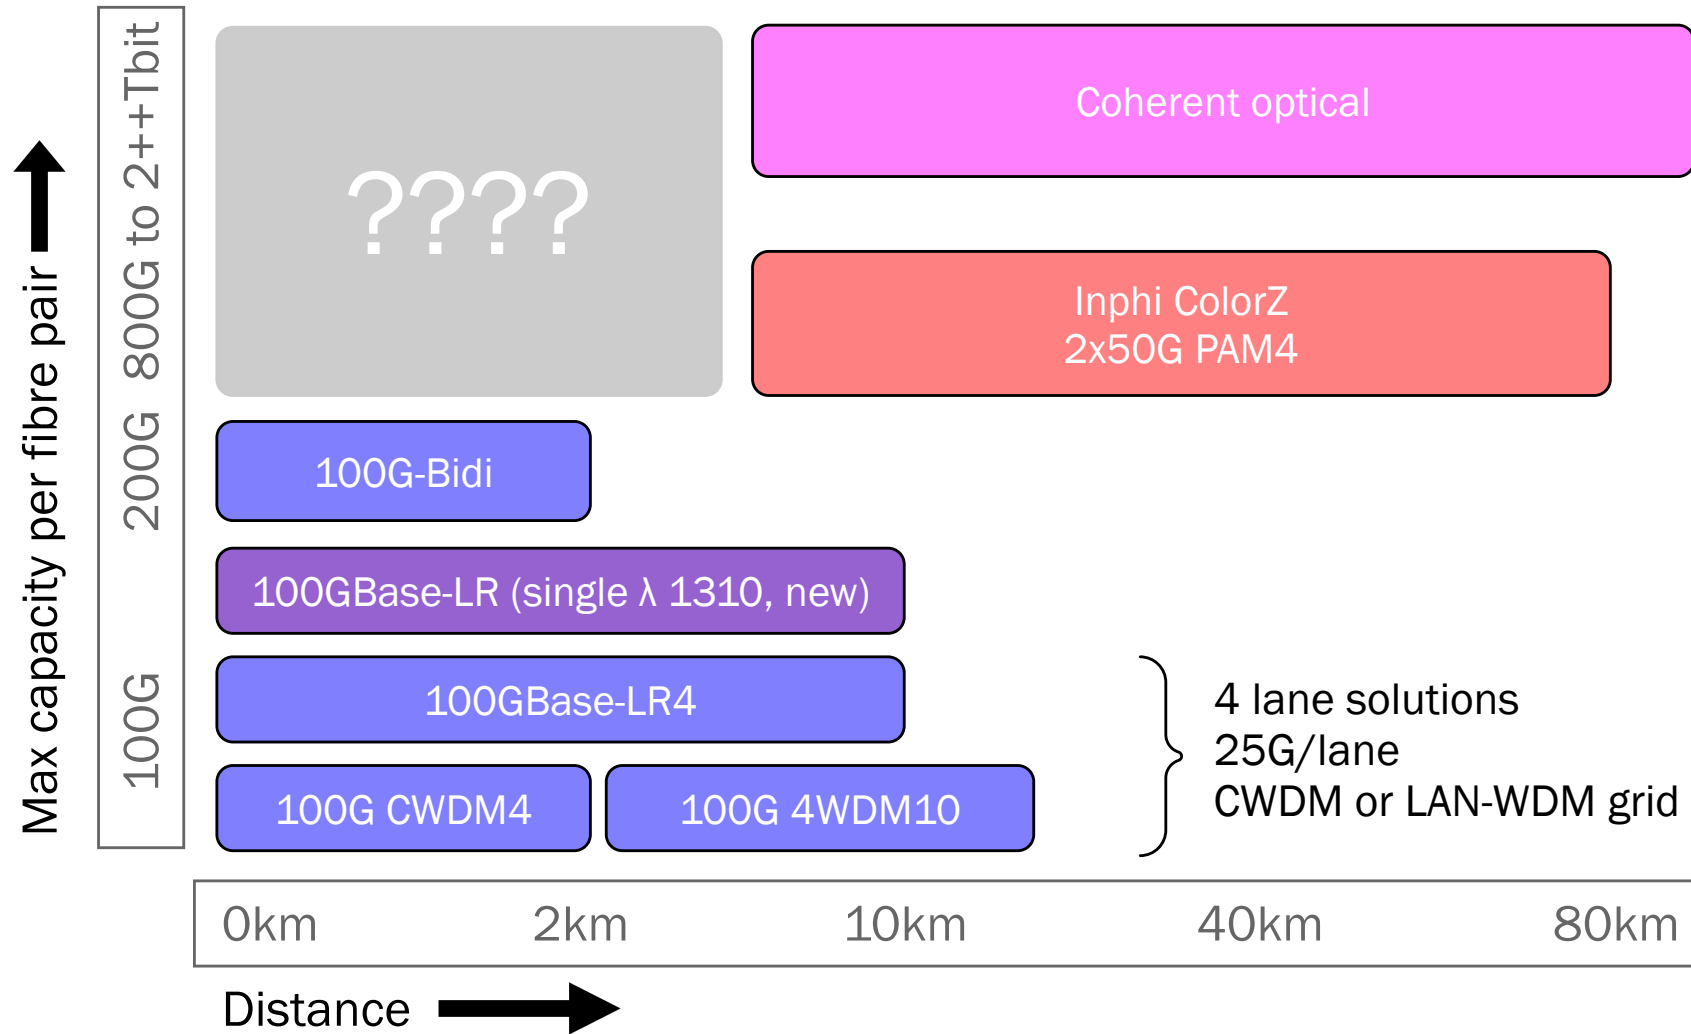 Max capacity per fibre pair
800G to 2++Tbit
200G
100G
????
Coherent optical
Inphi ColorZ
2x50G PAM4
100G-Bidi
100GBase-LR (single λ 1310, new)
100GBase-LR4
100G CWDM4
100G 4WDM10
4 lane solutions
25G/lane
CWDM or LAN-WDM grid
0km 2km 10km 40km 80km
Distance